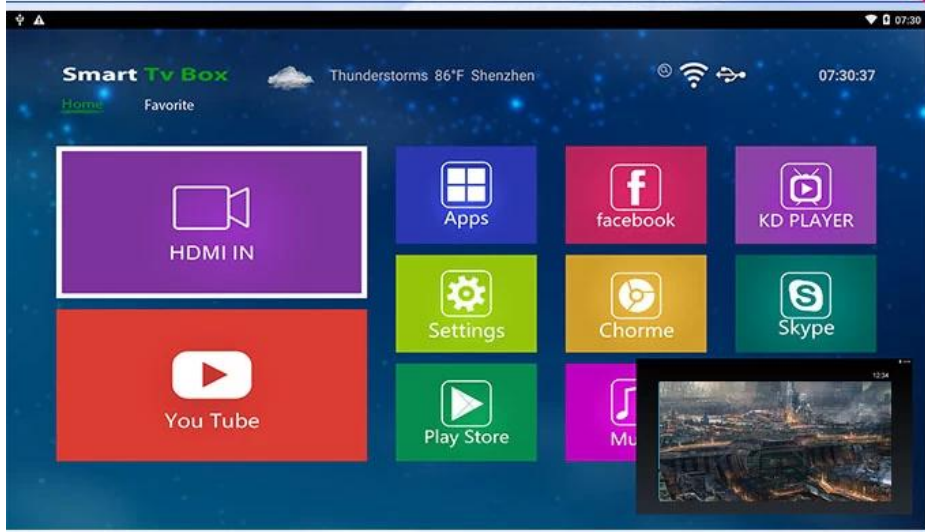 07:30
Smart Tv Box
Thunderstorms 86°F Shenzhen
07:30:37
Home
Favorite
HDMI IN
Apps
facebook
KD PLAYER
Settings
Chorme
Skype
You Tube
Play Store
Mu
12:34